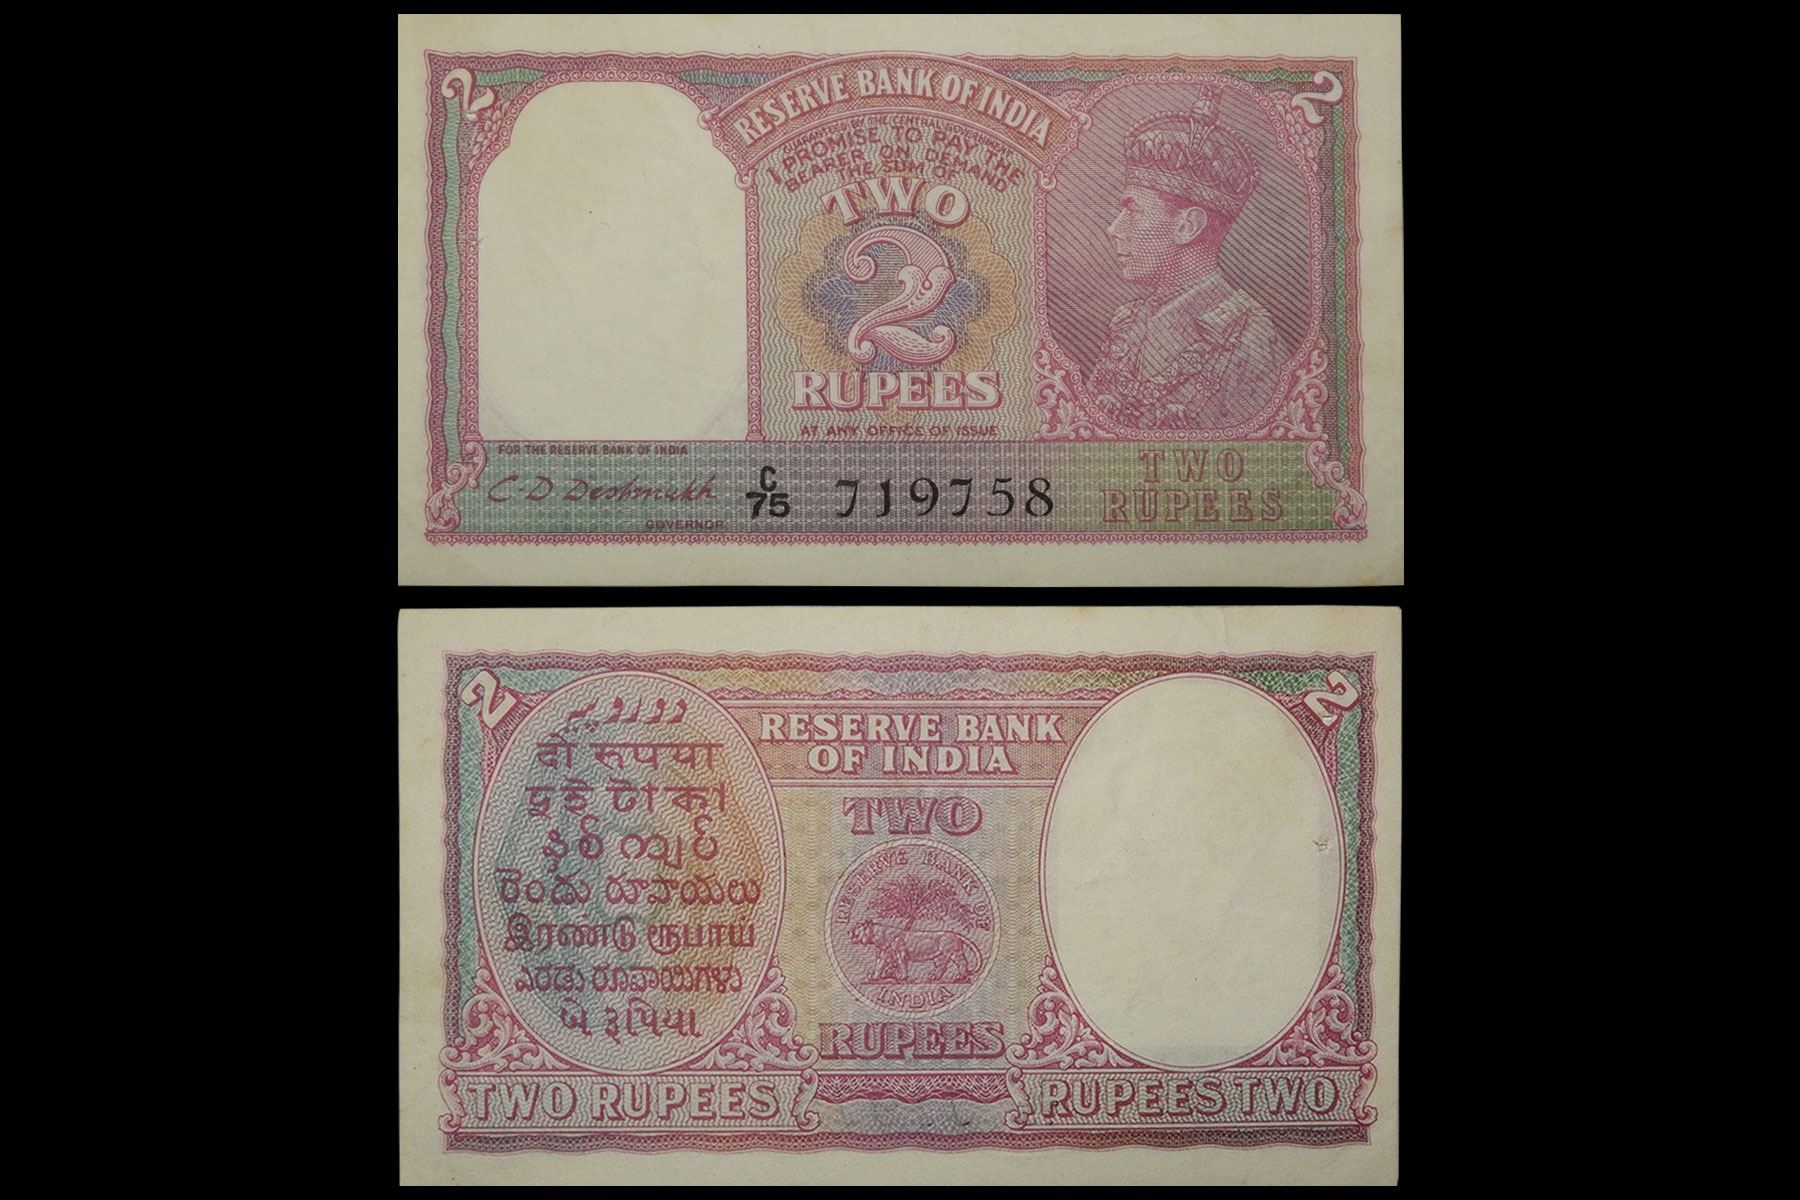 2
2
RESERVE BANK OF INDIA
GUARANTEED BY THE CENTRAL GOVERNMENT
I PROMISE TO PAY THE
BEARER ON DEMAND
THE SUM OF
TWO
2
RUPEES
AT ANY OFFICE OF ISSUE
FOR THE RESERVE BANK OF INDIA
C D Deshmukh
GOVERNOR
C/75 719758
TWO
RUPEES
2
2
दो रुपया
দুই টাকা
రెండు రూపాయలు
இரண்டு ரூபாய்
ಎರಡು ರೂಪಾಯಿಗಳು
બે રૂપિયા
RESERVE BANK
OF INDIA
TWO
RESERVE BANK OF
INDIA
RUPEES
TWO RUPEES
RUPEES TWO